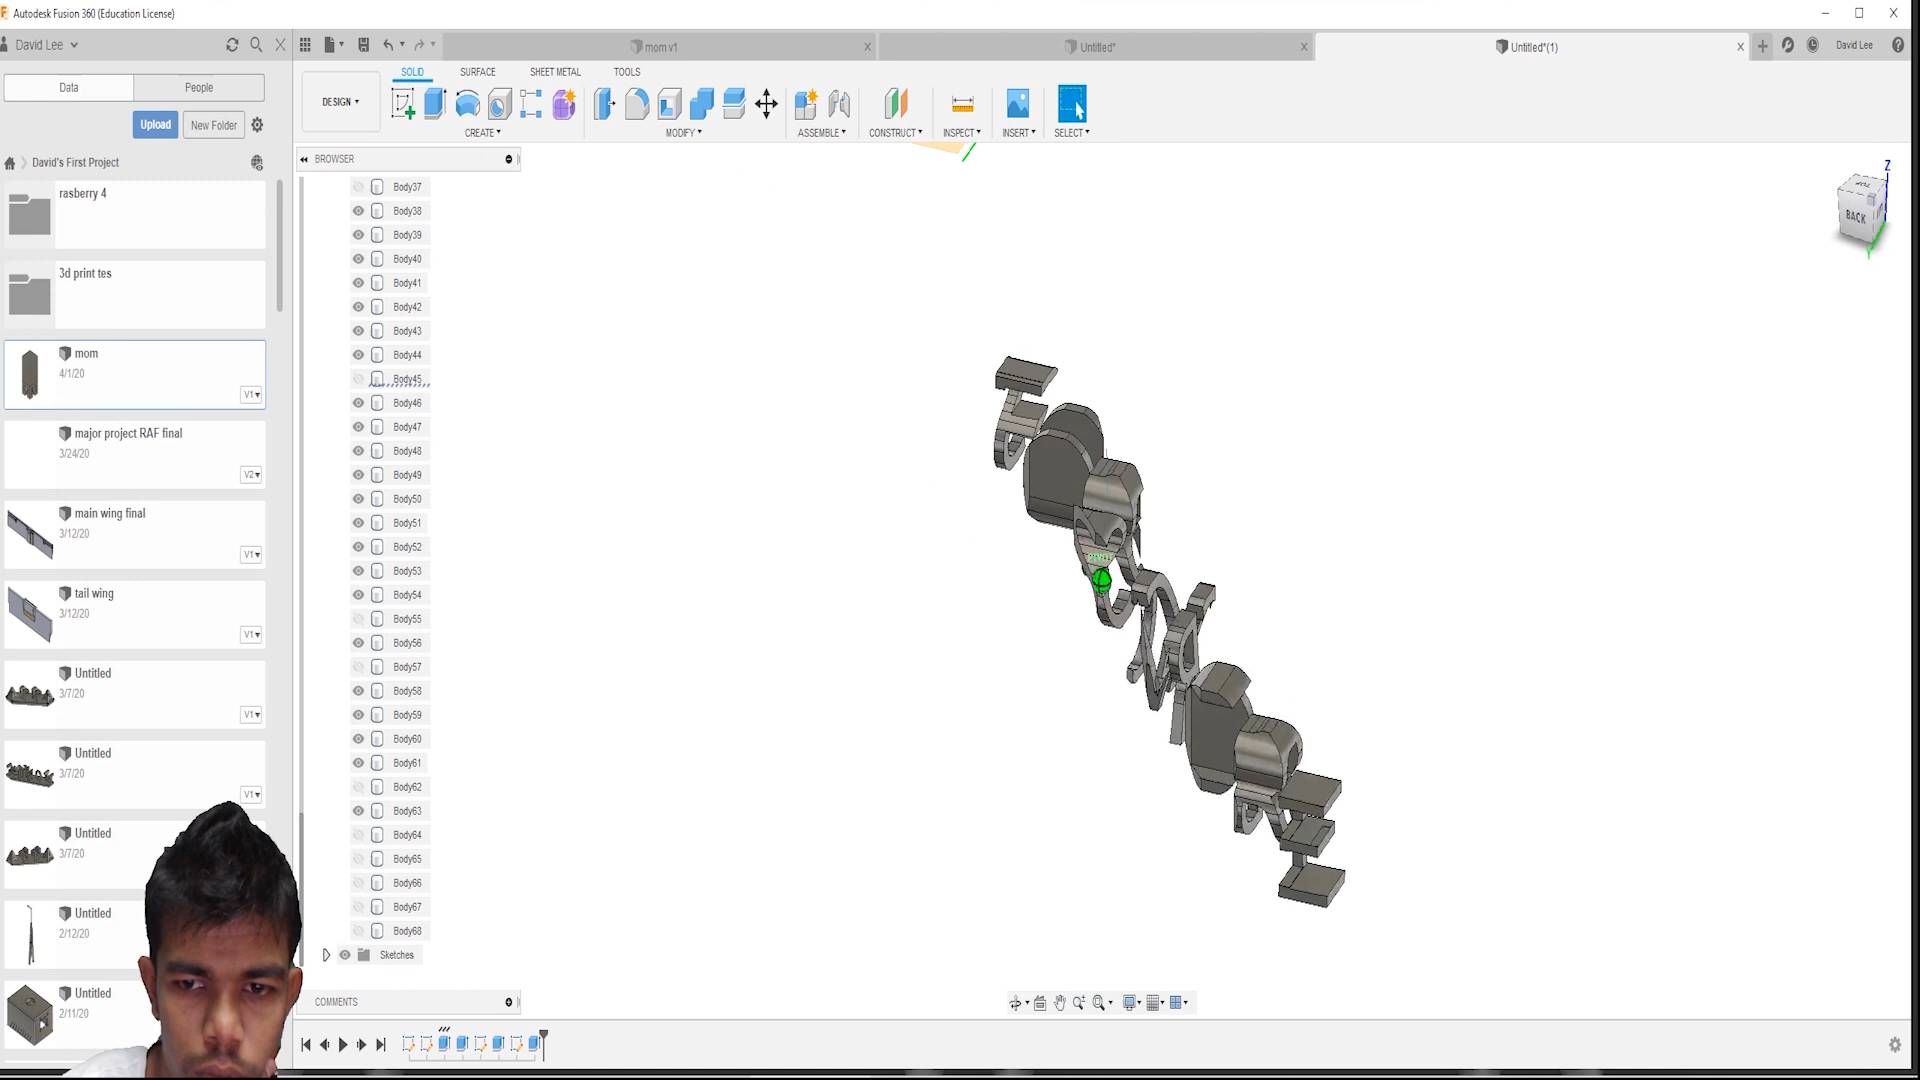 Autodesk Fusion 360 (Education License)
David Lee
mom v1
Untitled*
Untitled*(1)
David Lee
Data
People
SOLID
SURFACE
SHEET METAL
TOOLS
DESIGN
CREATE
MODIFY
ASSEMBLE
CONSTRUCT
INSPECT
INSERT
SELECT
Upload
New Folder
David's First Project
rasberry 4
3d print tes
mom
4/1/20
V1
major project RAF final
3/24/20
V2
main wing final
3/12/20
V1
tail wing
3/12/20
V1
Untitled
3/7/20
V1
Untitled
3/7/20
V1
Untitled
3/7/20
Untitled
2/12/20
Untitled
2/11/20
BROWSER
Body37
Body38
Body39
Body40
Body41
Body42
Body43
Body44
Body45
Body46
Body47
Body48
Body49
Body50
Body51
Body52
Body53
Body54
Body55
Body56
Body57
Body58
Body59
Body60
Body61
Body62
Body63
Body64
Body65
Body66
Body67
Body68
Sketches
COMMENTS
Z
TOP
BACK
Y